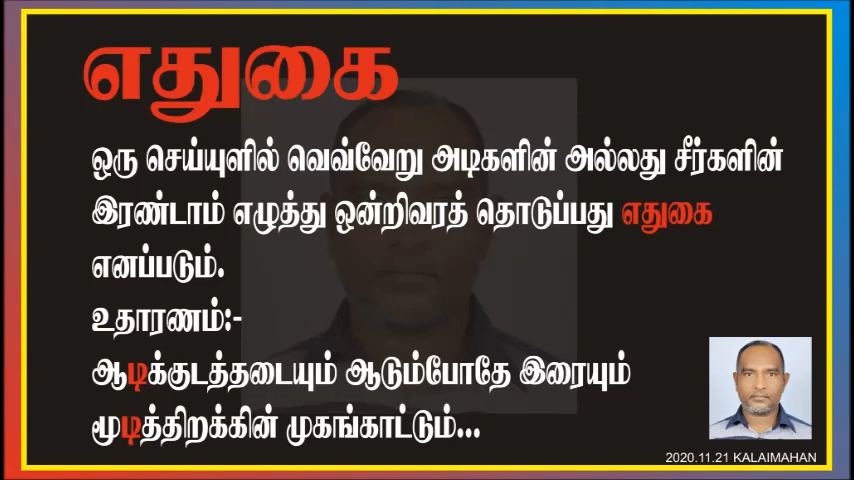 எதுகை
ஒரு செய்யுளில் வெவ்வேறு அடிகளின் அல்லது சீர்களின்
இரண்டாம் எழுத்து ஒன்றிவரத் தொடுப்பது எதுகை
எனப்படும்.
உதாரணம்:-
ஆடிக்குடத்தடையும் ஆடும்போதே இரையும்
மூடித்திறக்கின் முகங்காட்டும்...
2020.11.21 KALAIMAHAN